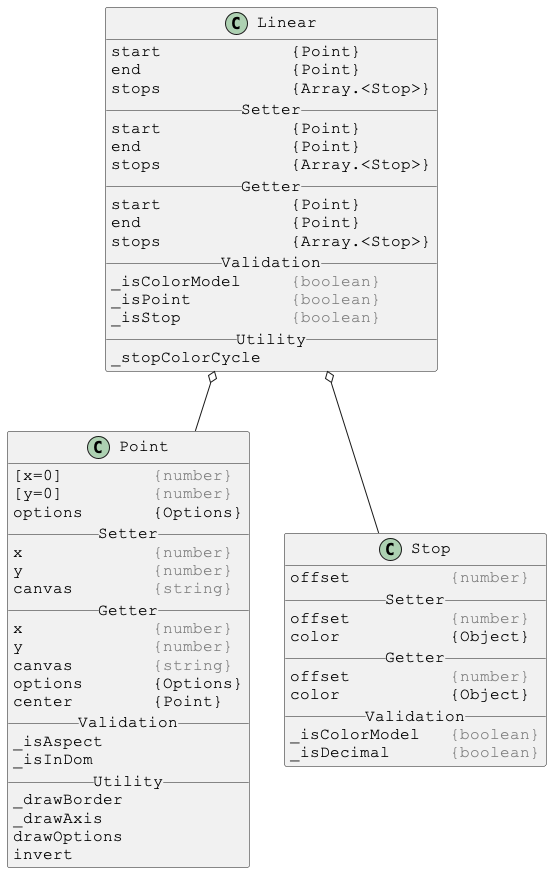 C Linear
start {Point}
end {Point}
stops {Array.<Stop>}
Setter
start {Point}
end {Point}
stops {Array.<Stop>}
Getter
start {Point}
end {Point}
stops {Array.<Stop>}
Validation
_isColorModel {boolean}
_isPoint {boolean}
_isStop {boolean}
Utility
_stopColorCycle
C Point
[x=0] {number}
[y=0] {number}
options {Options}
Setter
x {number}
y {number}
canvas {string}
Getter
x {number}
y {number}
canvas {string}
options {Options}
center {Point}
Validation
_isAspect
_isInDom
Utility
_drawBorder
_drawAxis
drawOptions
invert
C Stop
offset {number}
Setter
offset {number}
color {Object}
Getter
offset {number}
color {Object}
Validation
_isColorModel {boolean}
_isDecimal {boolean}